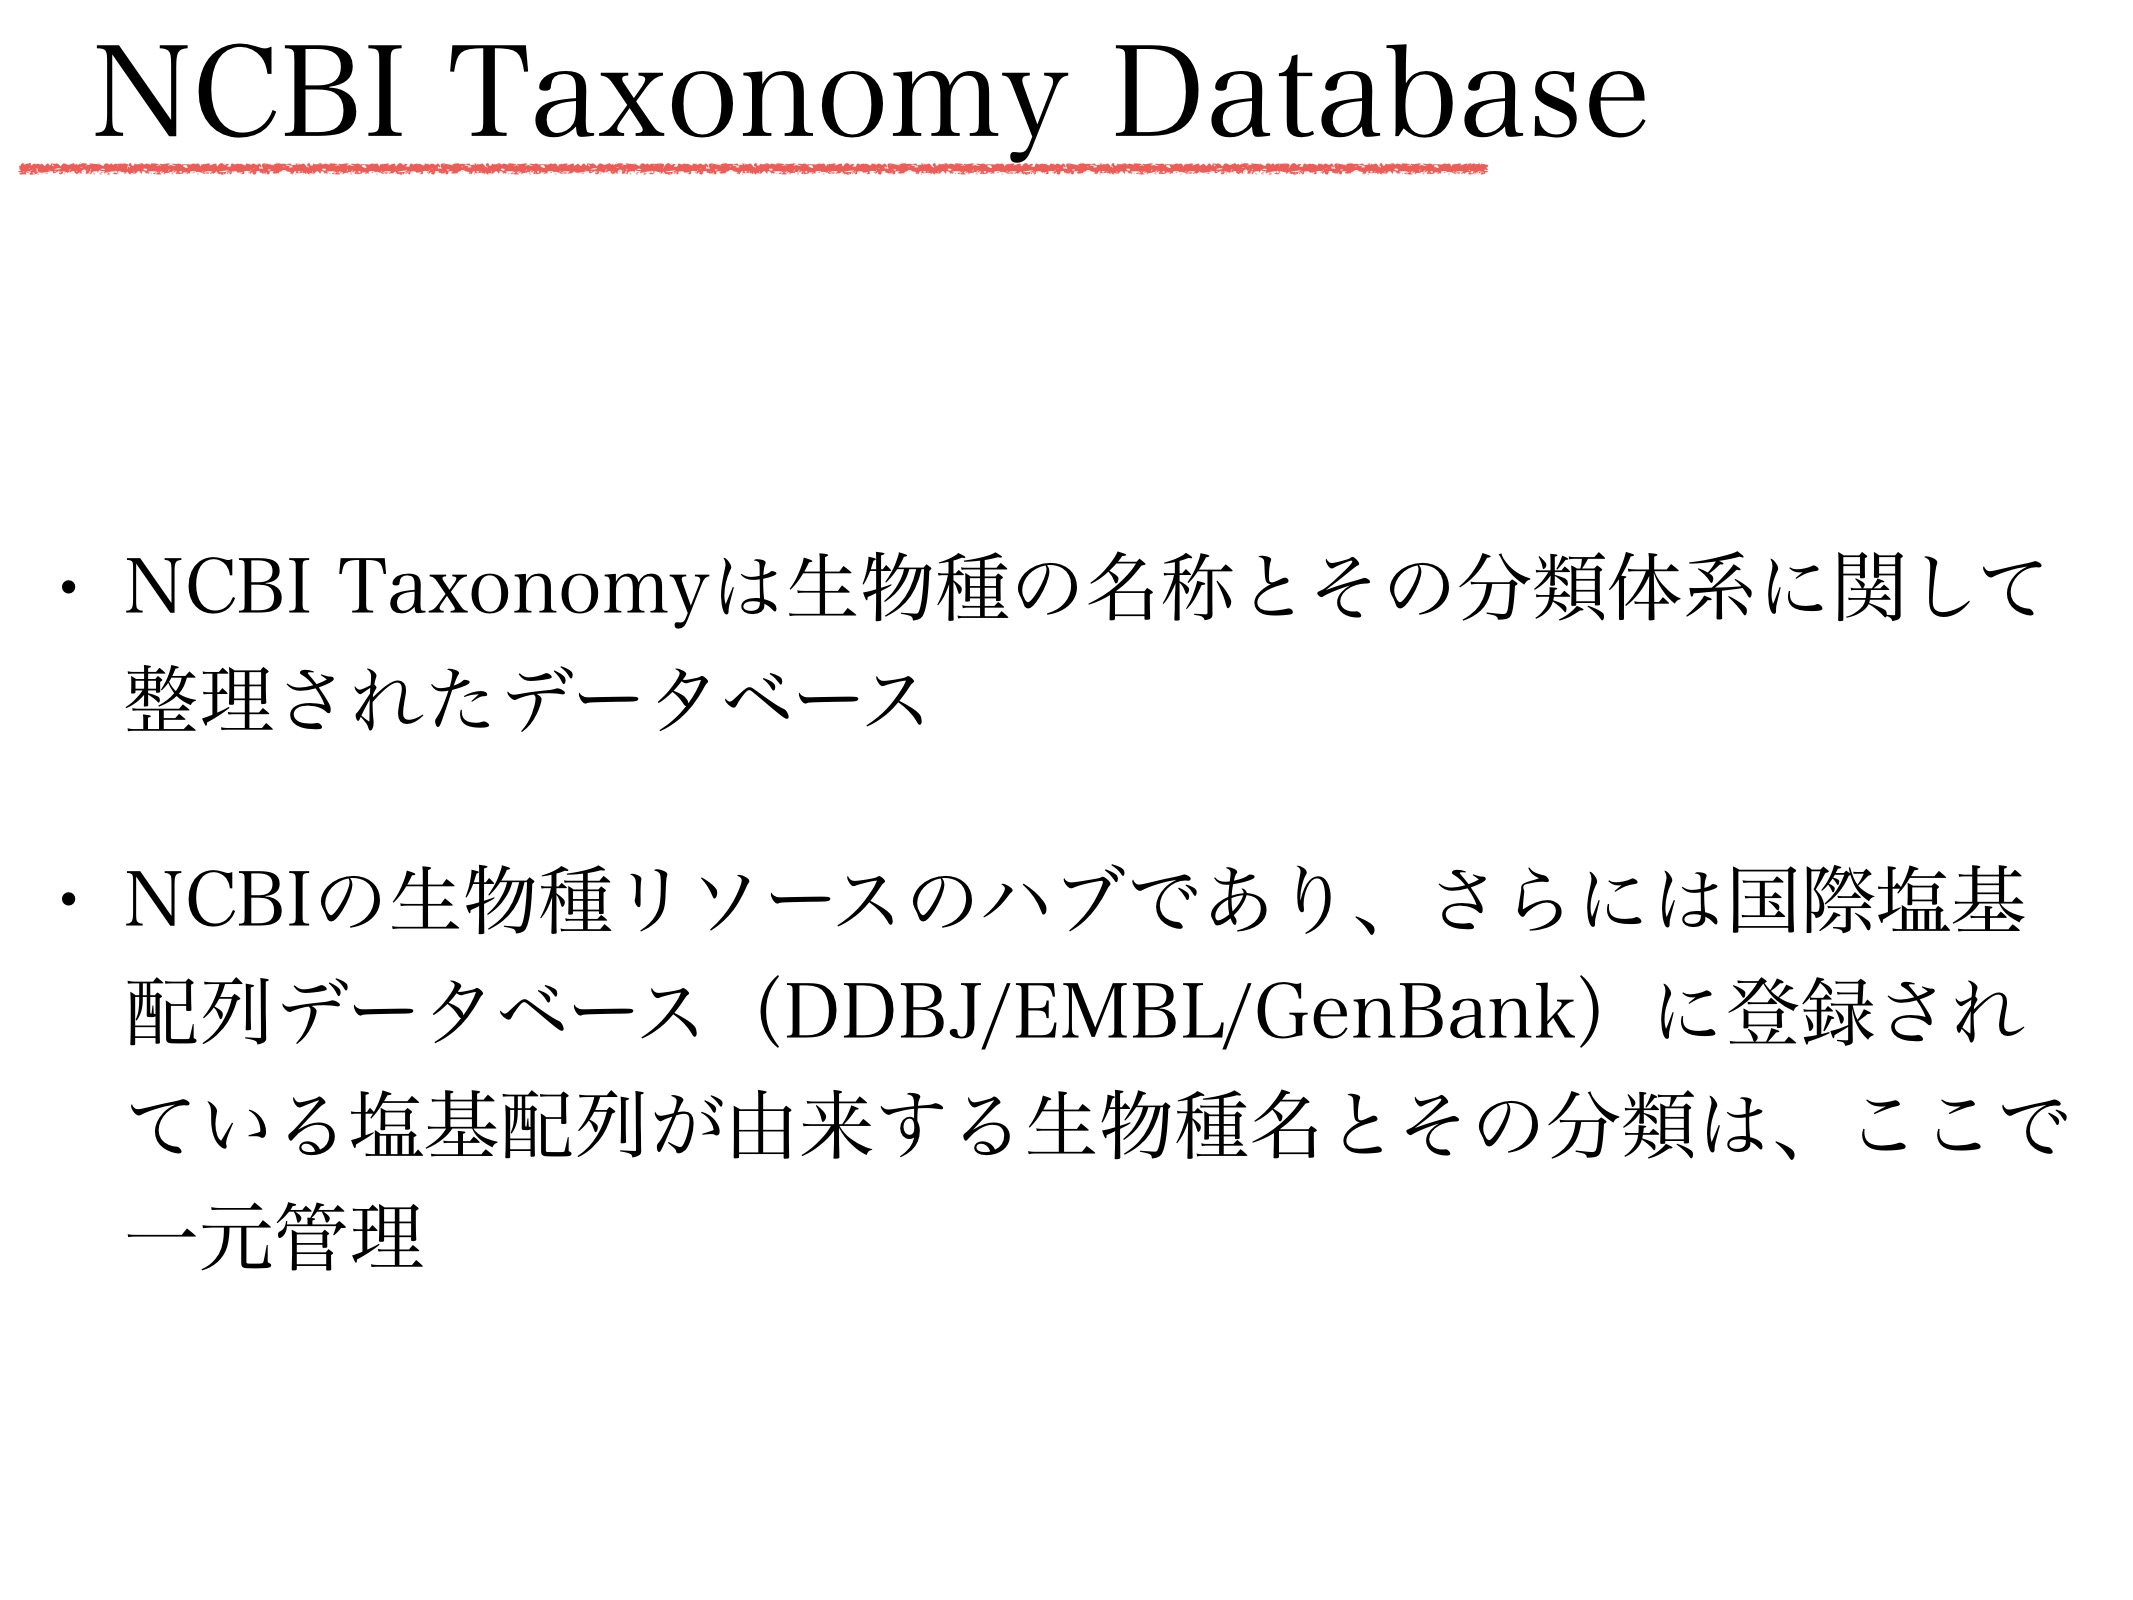 NCBI Taxonomy Database
・NCBI Taxonomyは生物種の名称とその分類体系に関して
整理されたデータベース
・NCBIの生物種リソースのハブであり、さらには国際塩基
配列データベース（DDBJ/EMBL/GenBank）に登録され
ている塩基配列が由来する生物種名とその分類は、ここで
一元管理